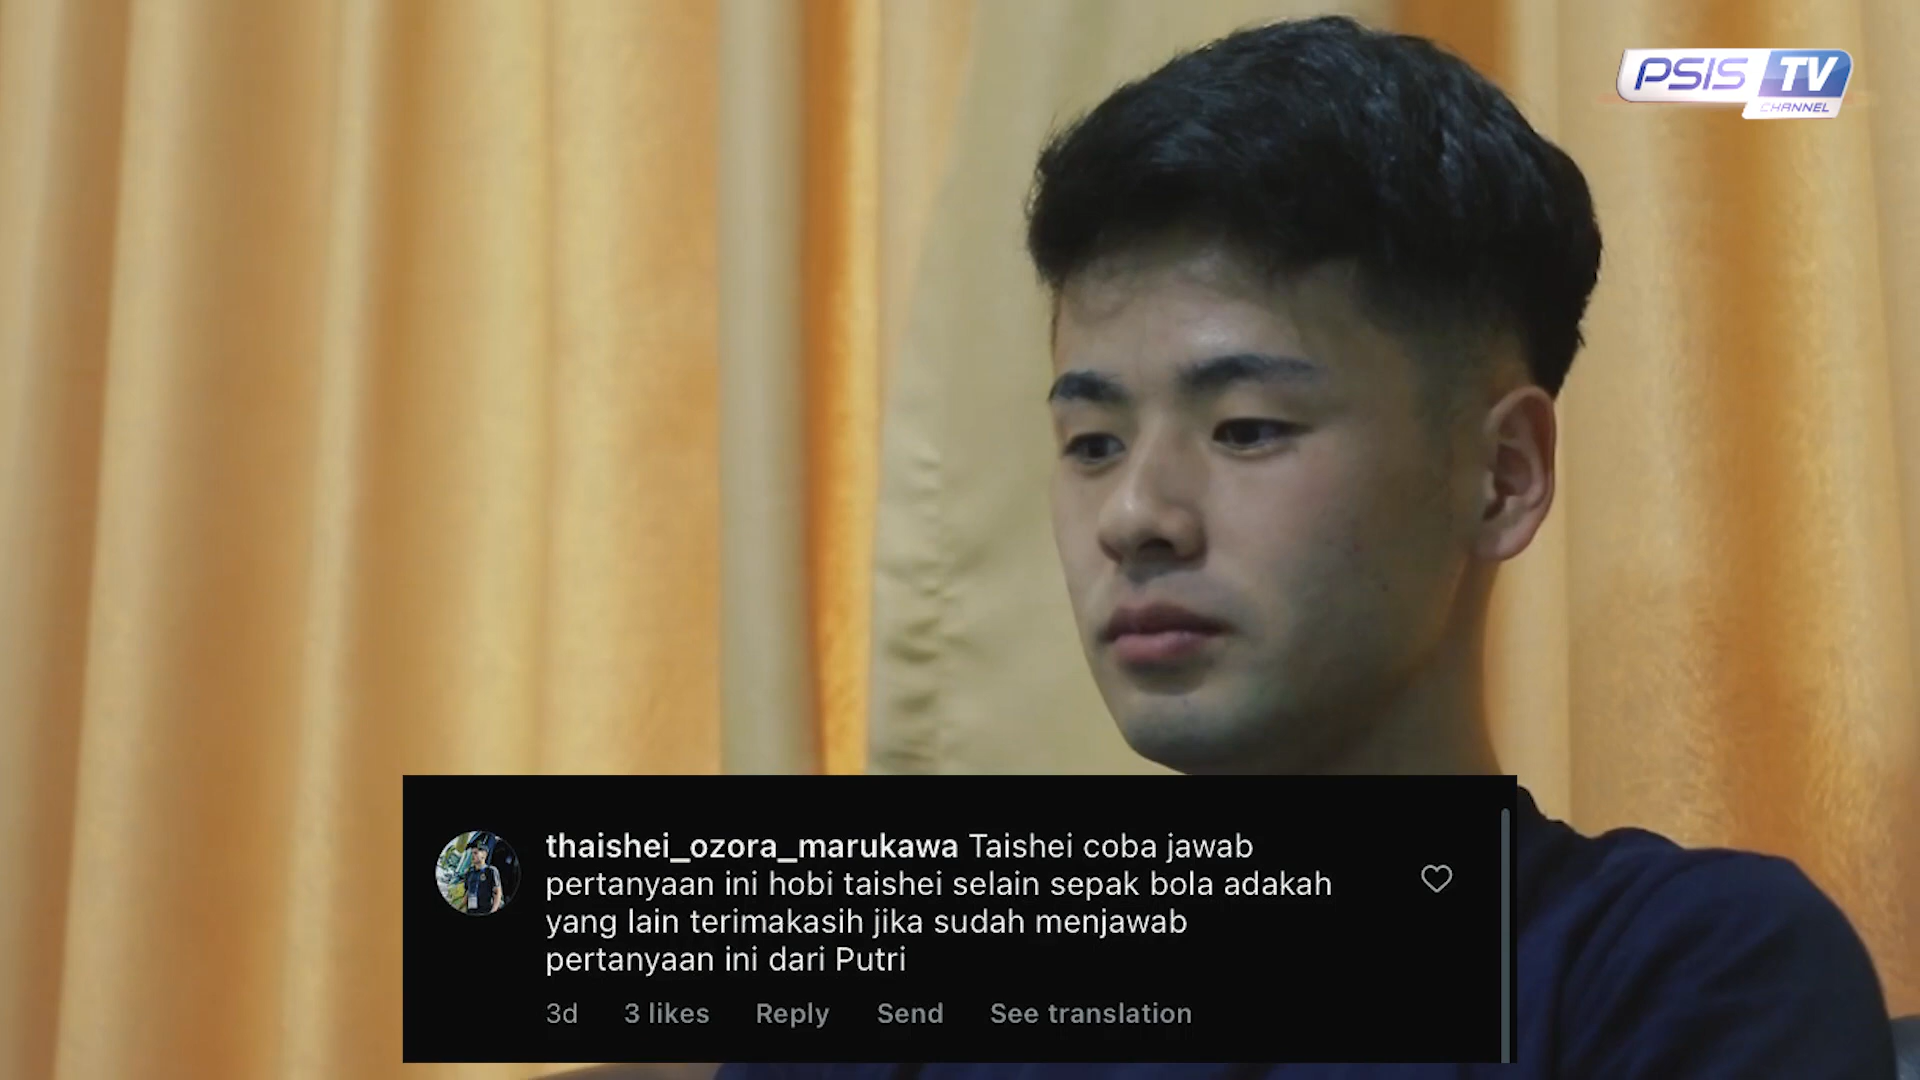 PSIS TV
CHANNEL
thaishei_ozora_marukawa Taishei coba jawab
pertanyaan ini hobi taishei selain sepak bola adakah
yang lain terimakasih jika sudah menjawab
pertanyaan ini dari Putri
3d 3 likes Reply Send See translation